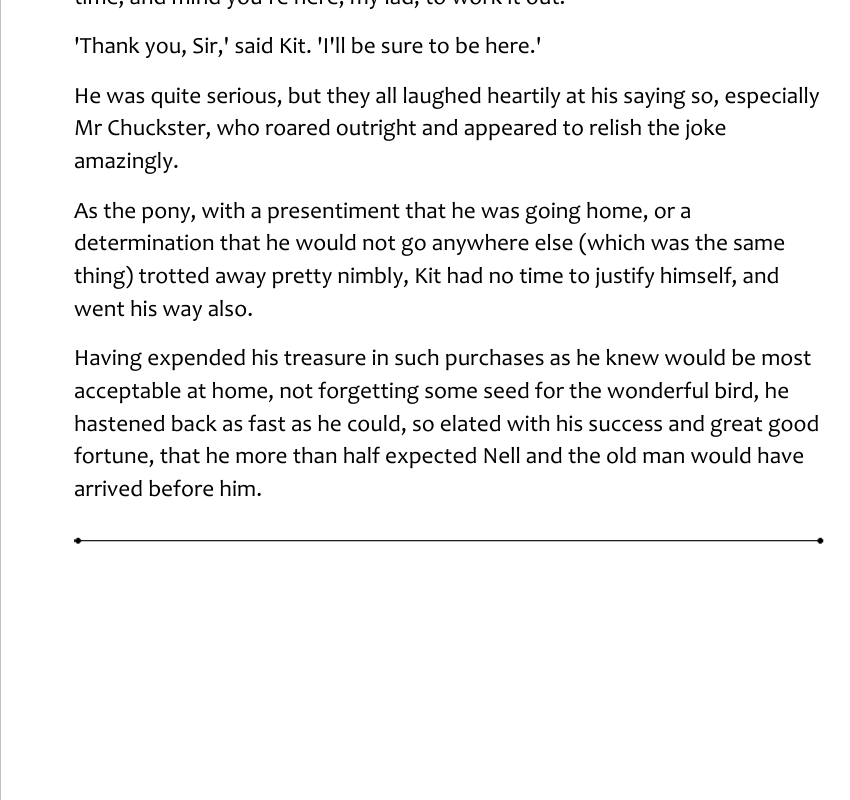 time, and mind you're here, my lad, to work it out.'
'Thank you, Sir,' said Kit. 'I'll be sure to be here.'
He was quite serious, but they all laughed heartily at his saying so, especially
Mr Chuckster, who roared outright and appeared to relish the joke
amazingly.
As the pony, with a presentiment that he was going home, or a
determination that he would not go anywhere else (which was the same
thing) trotted away pretty nimbly, Kit had no time to justify himself, and
went his way also.
Having expended his treasure in such purchases as he knew would be most
acceptable at home, not forgetting some seed for the wonderful bird, he
hastened back as fast as he could, so elated with his success and great good
fortune, that he more than half expected Nell and the old man would have
arrived before him.